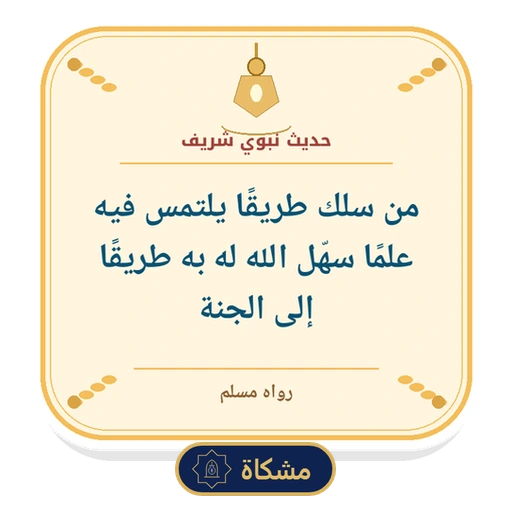 حديث نبوي شريف
من سلك طريقًا يلتمس فيه
علمًا سهّل الله له به طريقًا
إلى الجنة
رواه مسلم
مشكاة